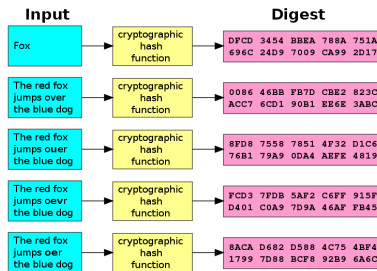 Input
Digest
Fox
cryptographic
hash
function
DFCD 3454 BBEA 788A 751A
696C 24D9 7009 CA99 2D17
The red fox
jumps over
the blue dog
cryptographic
hash
function
0086 46BB FB7D CBE2 823C
ACC7 6CD1 90B1 EE6E 3ABC
The red fox
jumps ouer
the blue dog
cryptographic
hash
function
8FD8 7558 7851 4F32 D1C6
76B1 79A9 0DA4 AEFE 4819
The red fox
jumps oevr
the blue dog
cryptographic
hash
function
FCD3 7FDB 5AF2 C6FF 915F
D401 C0A9 7D9A 46AF FB45
The red fox
jumps oer
the blue dog
cryptographic
hash
function
8ACA D682 D588 4C75 4BF4
1799 7D88 BCF8 92B9 6A6C